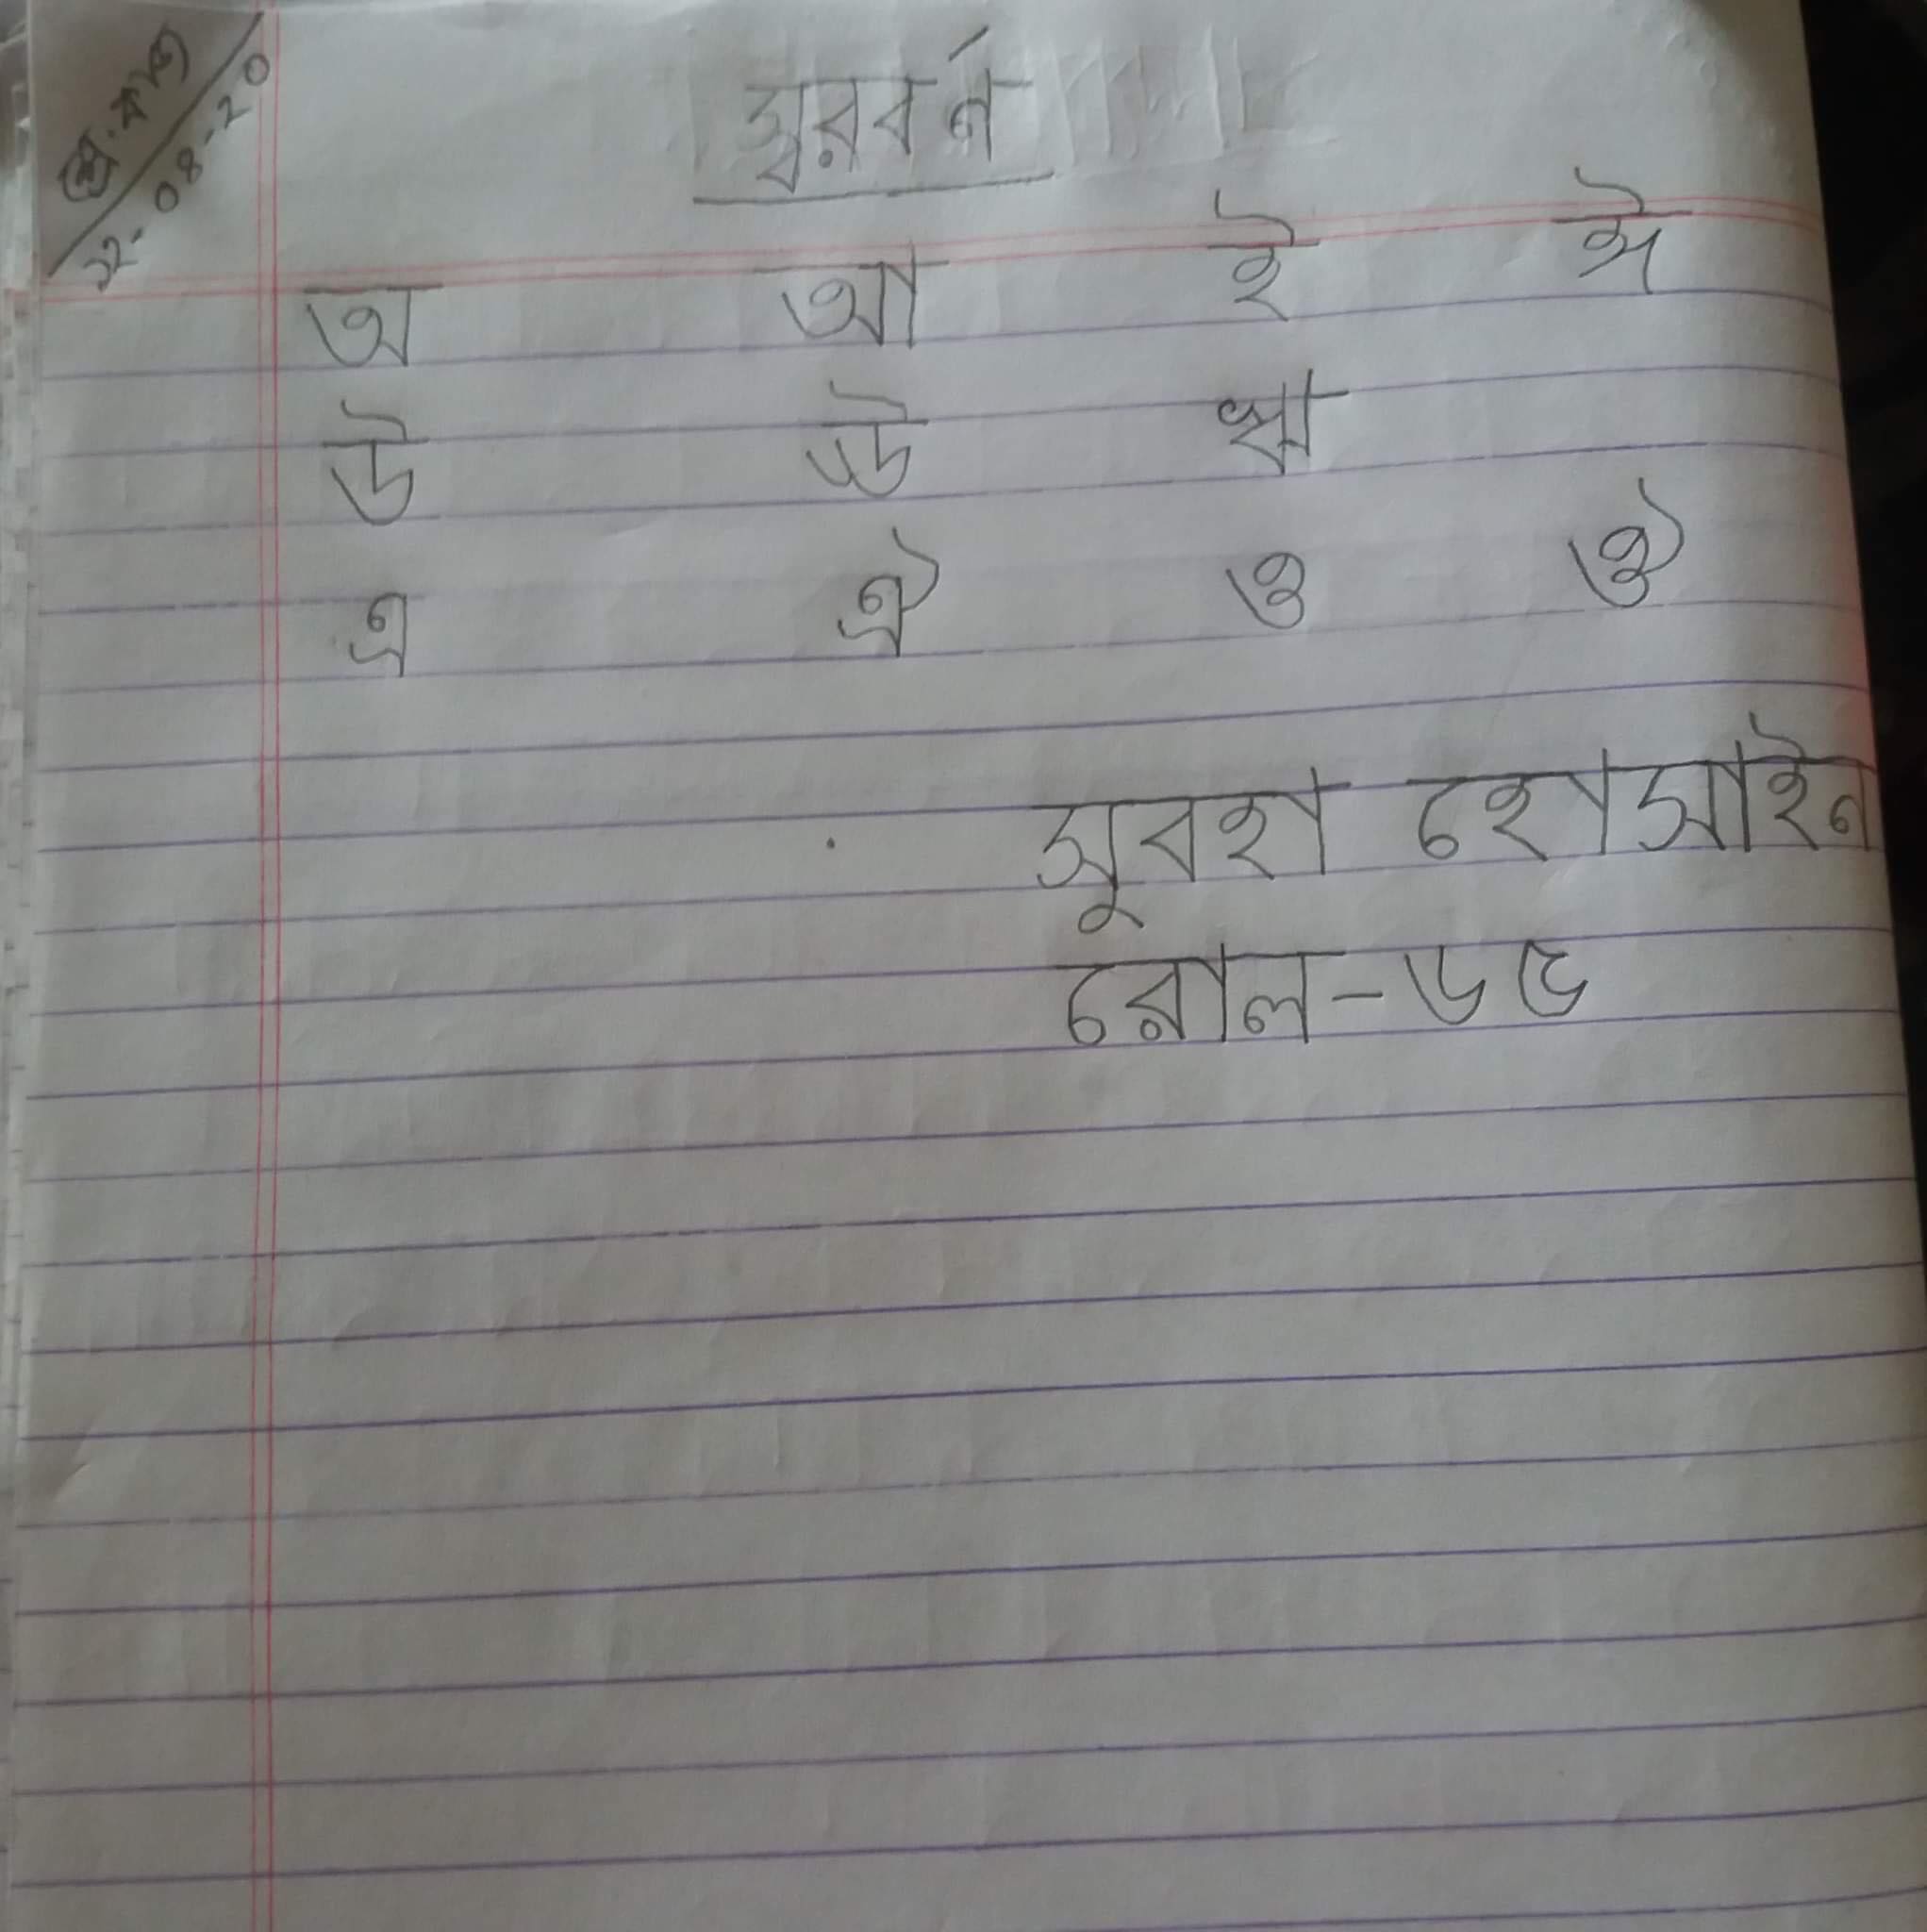 শ্রে.কাজ
১২-০৪-২০
স্বরবর্ন
অ আ ই ঈ
উ ঊ ঋ
এ ঐ ও ঔ
সুবহা হোসাইন
রোল-৬৫